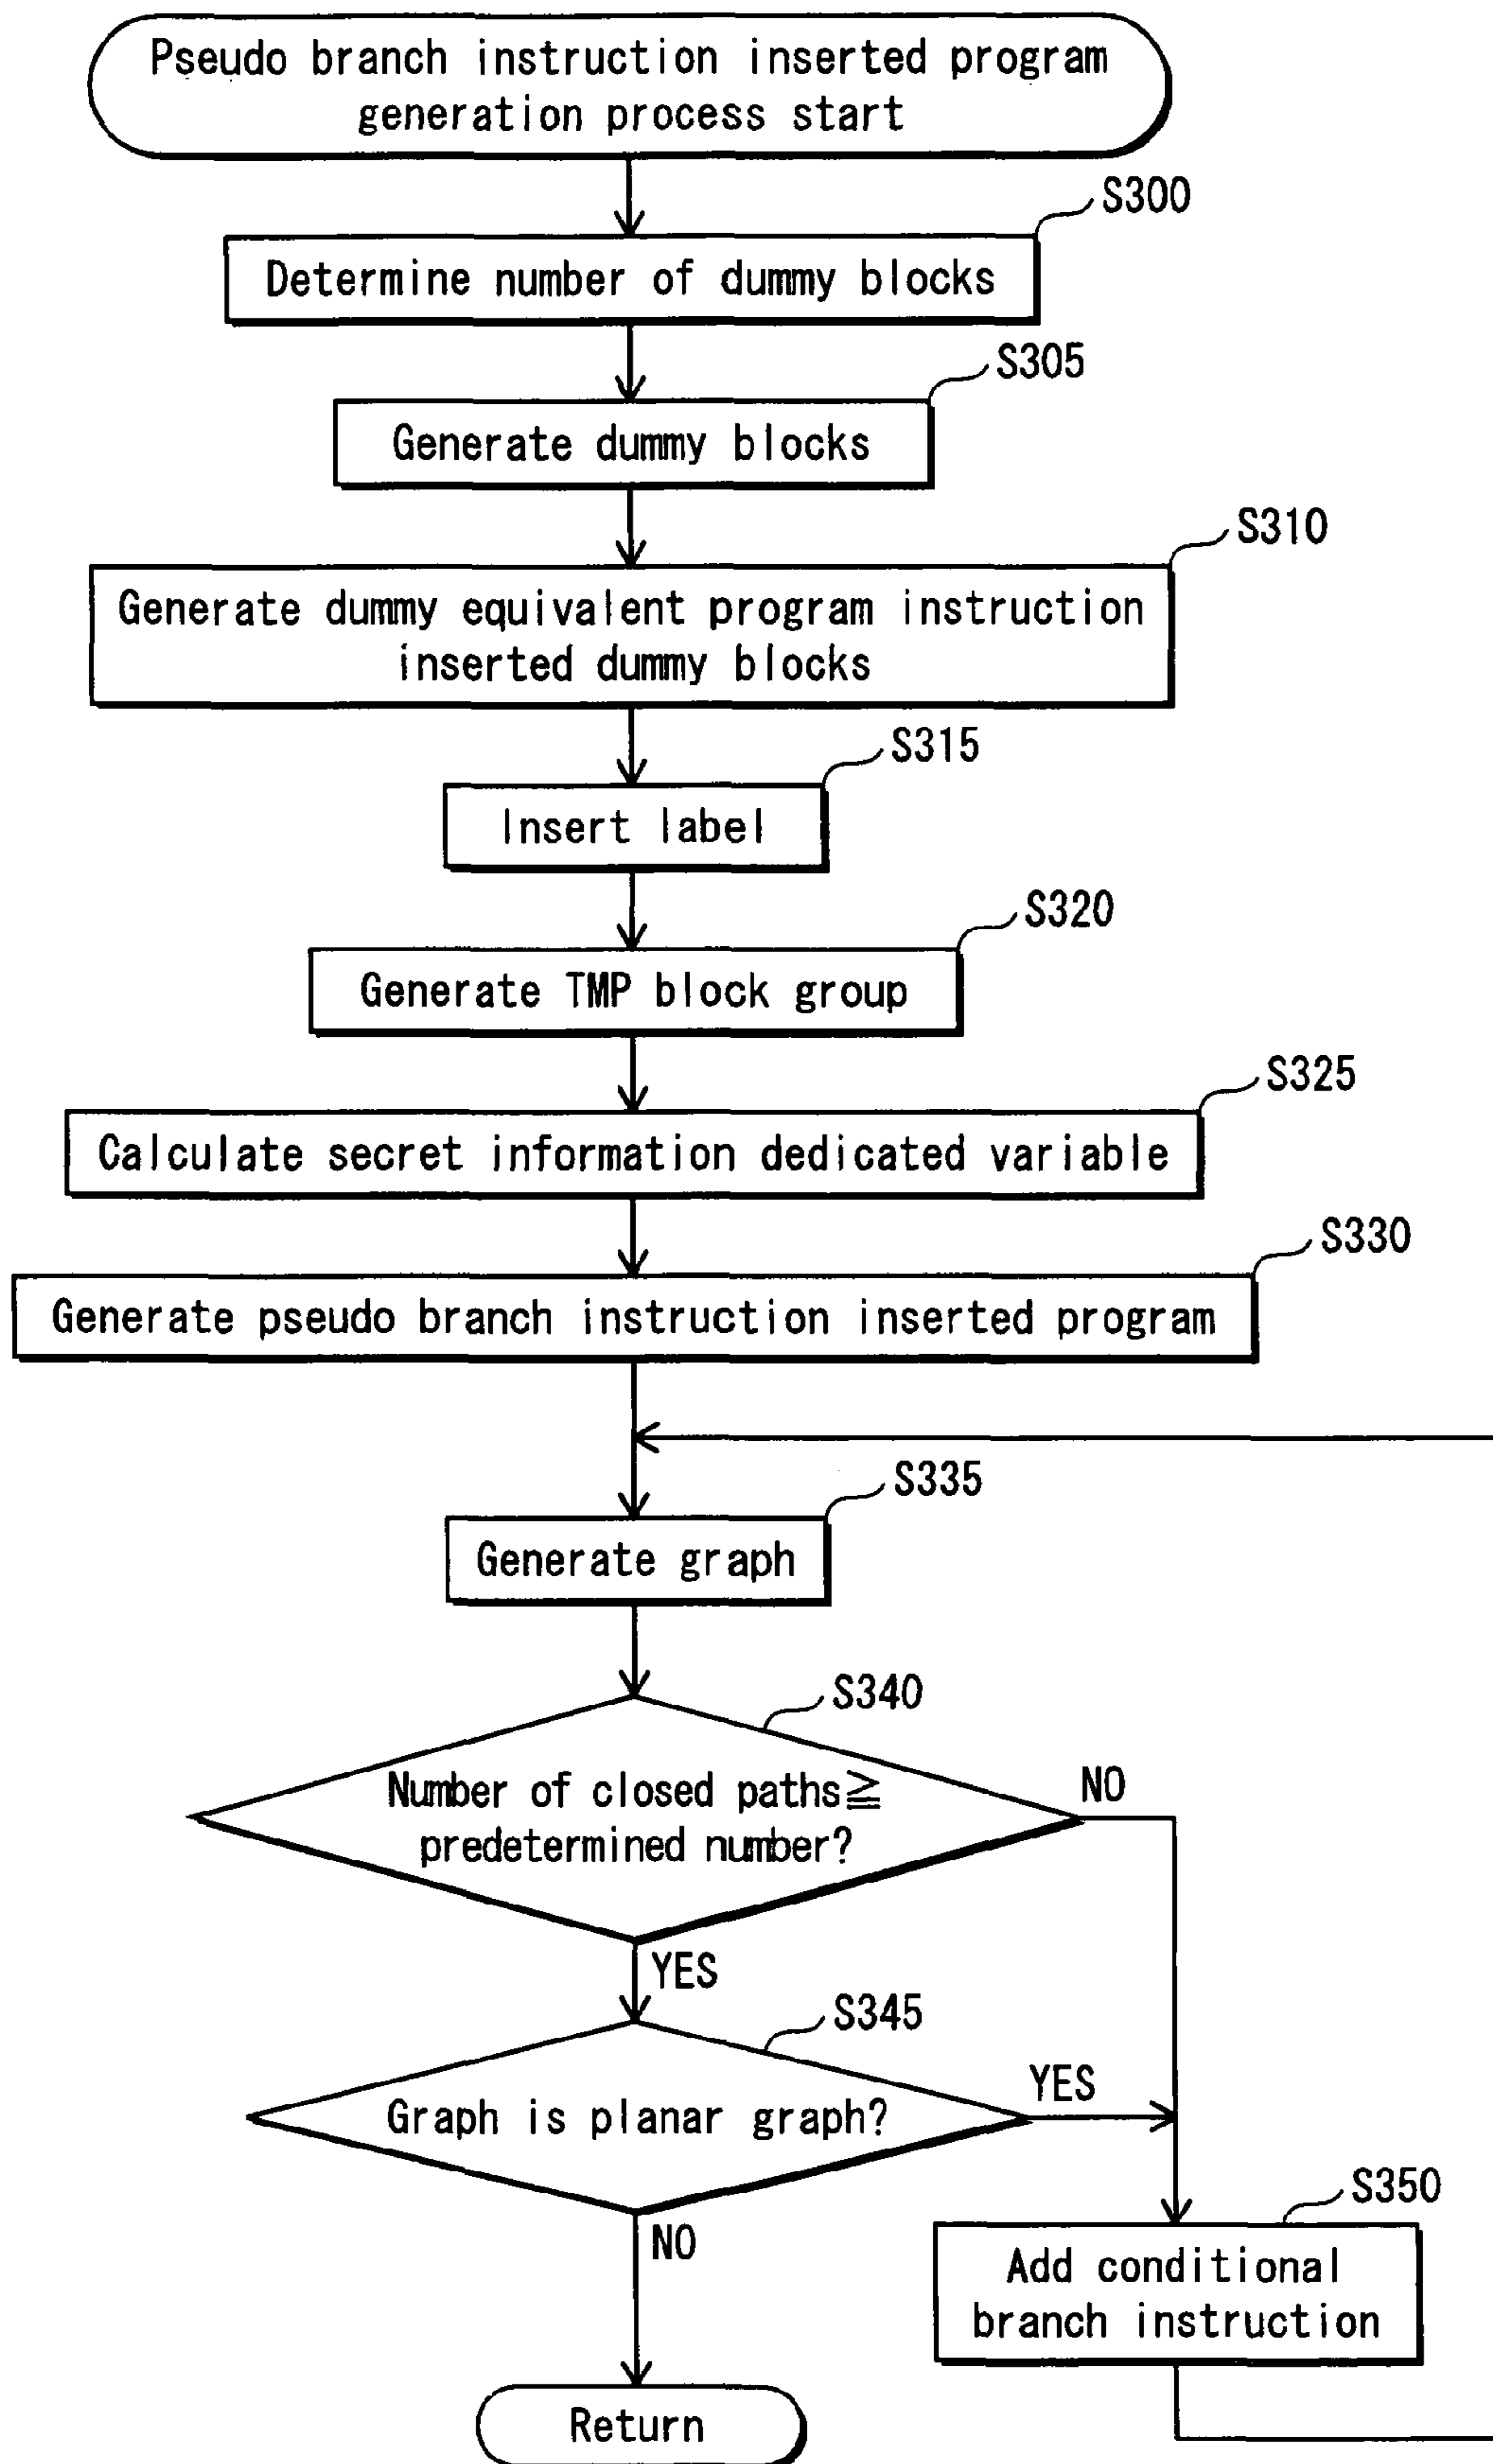 Pseudo branch instruction inserted program
generation process start
S300
Determine number of dummy blocks
S305
Generate dummy blocks
S310
Generate dummy equivalent program instruction
inserted dummy blocks
S315
Insert label
S320
Generate TMP block group
S325
Calculate secret information dedicated variable
S330
Generate pseudo branch instruction inserted program
S335
Generate graph
S340
Number of closed paths≧
predetermined number?
NO
YES
S345
Graph is planar graph?
YES
NO
S350
Add conditional
branch instruction
Return